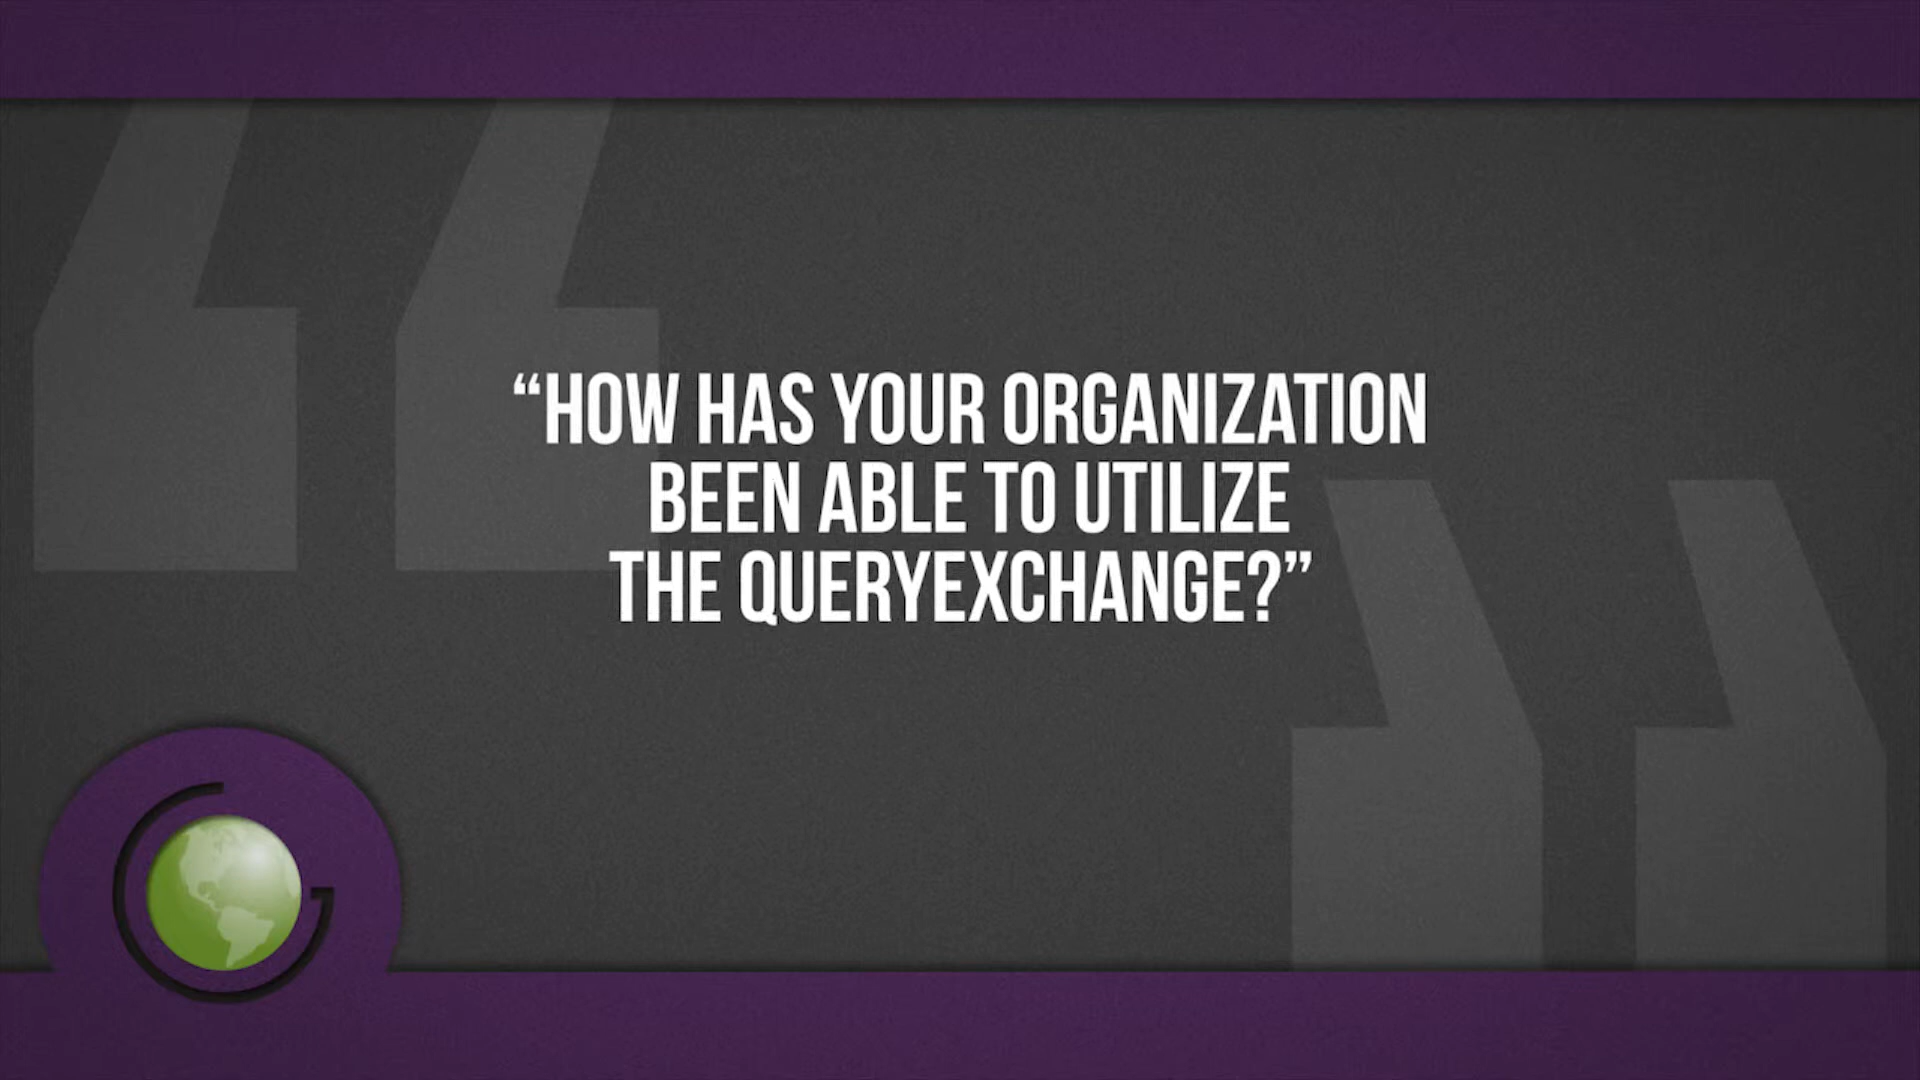 “HOW HAS YOUR ORGANIZATION
BEEN ABLE TO UTILIZE
THE QUERYEXCHANGE?”